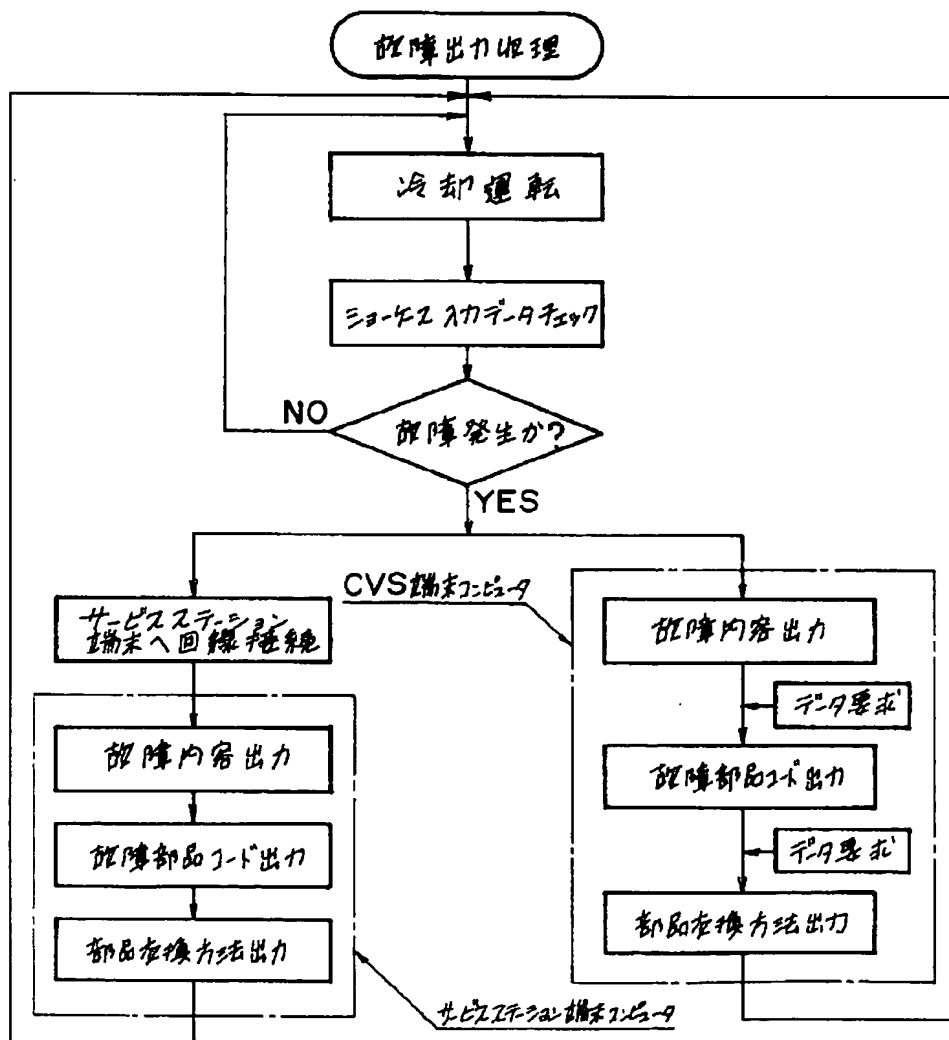 故障出力処理
冷却運転
ショーケース入力データチェック
故障発生か?
NO
YES
CVS端末コンピュータ
サービスステーション
端末へ回線接続
故障内容出力
故障部品コード出力
部品交換方法出力
サービスステーション端末コンピュータ
故障内容出力
データ要求
故障部品コード出力
データ要求
部品交換方法出力